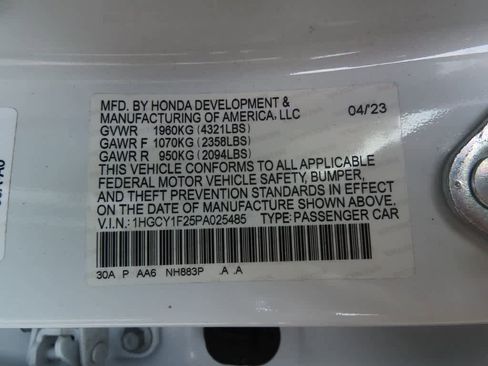 MFD. BY HONDA DEVELOPMENT &
MANUFACTURING OF AMERICA, LLC 04/23
GVWR 1960KG (4321LBS)
GAWR F 1070KG (2358LBS)
GAWR R 950KG (2094LBS)
THIS VEHICLE CONFORMS TO ALL APPLICABLE
FEDERAL MOTOR VEHICLE SAFETY, BUMPER,
AND THEFT PREVENTION STANDARDS IN EFFECT
ON THE DATE OF MANUFACTURE SHOWN ABOVE.
V.I.N.: 1HGCY1F25PA025485 TYPE: PASSENGER CAR
30A P AA6 NH883P .A .A